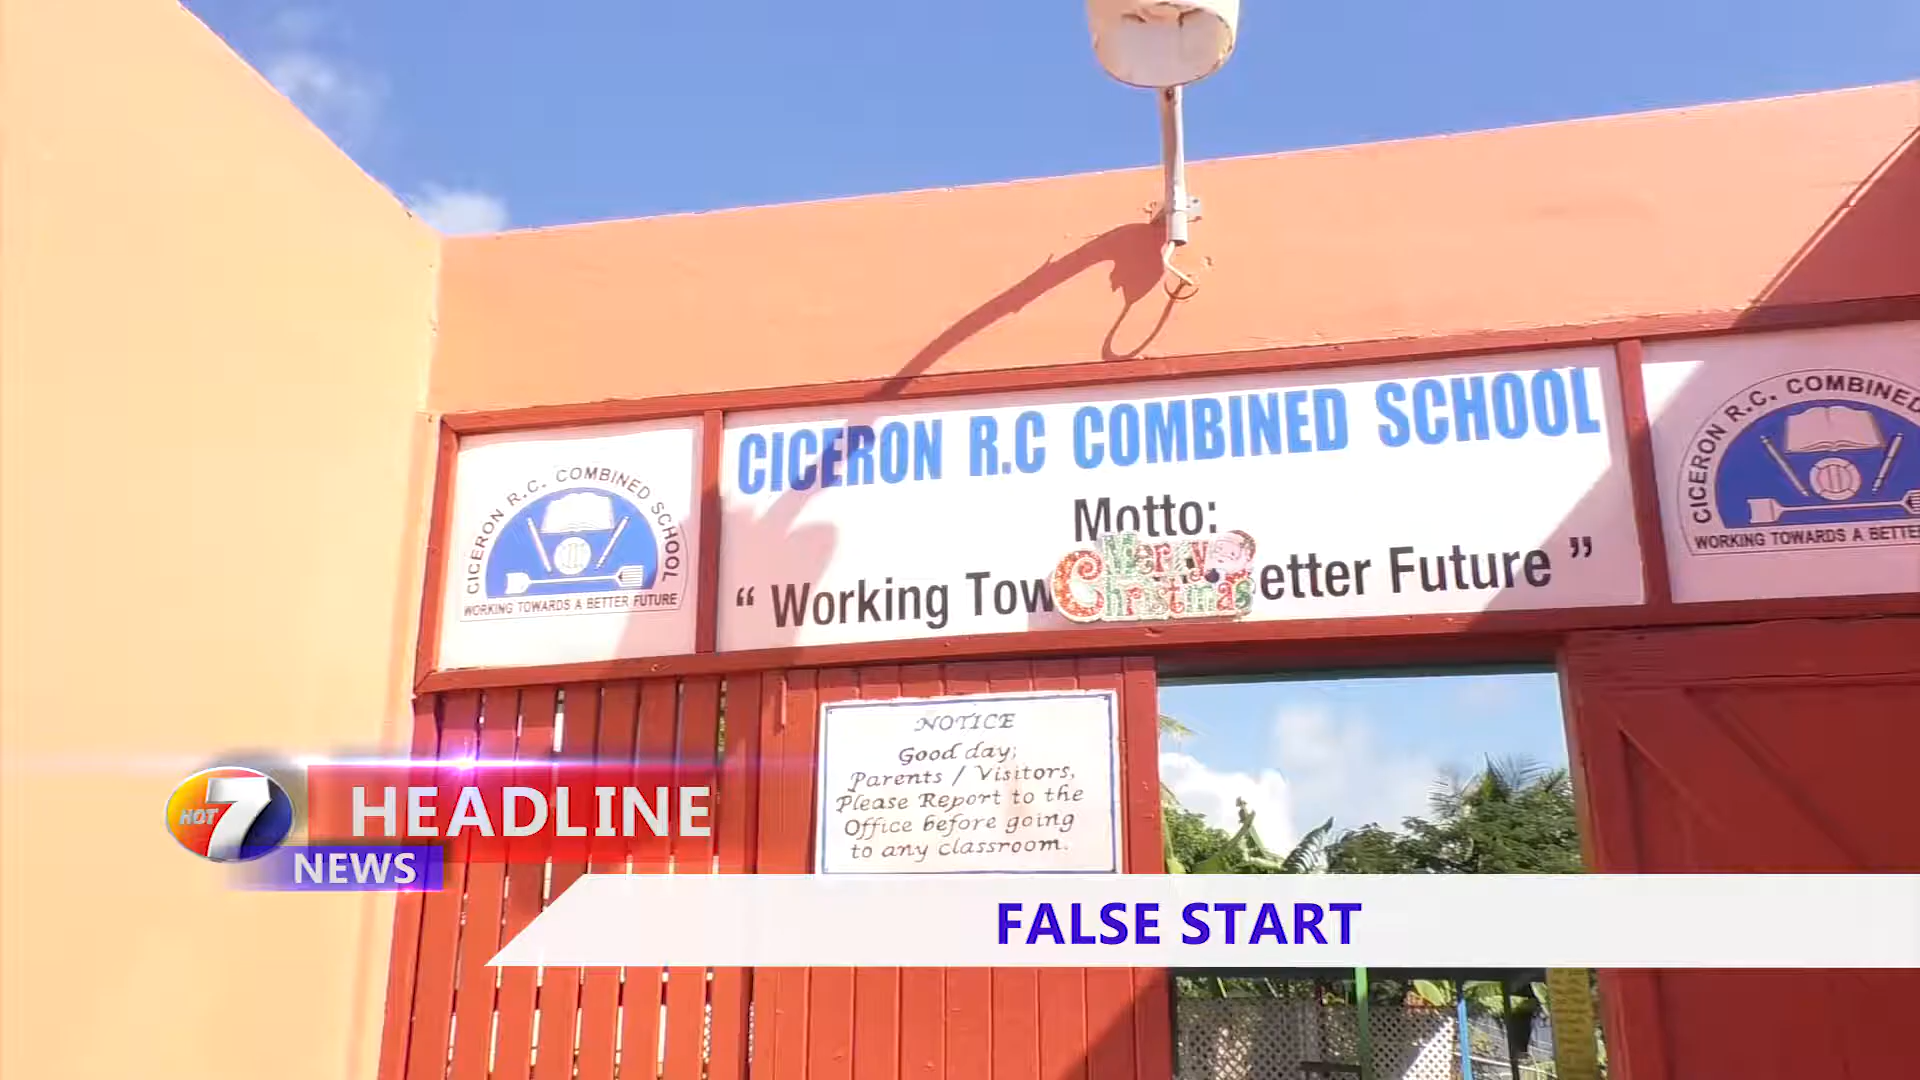 CICERON R.C COMBINED SCHOOL
Motto:
“ Working Tow etter Future ”
Merry
Christmas
CICERON R.C. COMBINED SCHOOL
WORKING TOWARDS A BETTER FUTURE
CICERON R.C. COMBINED
WORKING TOWARDS A BETTE
NOTICE
Good day;
Parents / Visitors,
Please Report to the
Office before going
to any classroom.
HOT 7
HEADLINE
NEWS
FALSE START